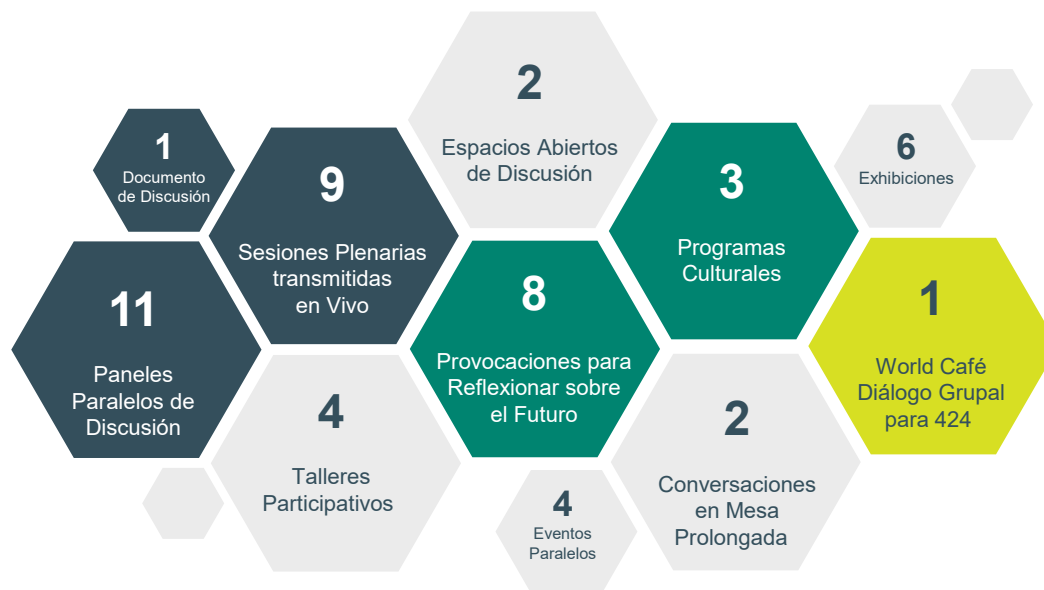 2
Espacios Abiertos
de Discusión
1
Documento
de Discusión
9
Sesiones Plenarias
transmitidas
en Vivo
3
Programas
Culturales
6
Exhibiciones
11
Paneles
Paralelos de
Discusión
8
Provocaciones para
Reflexionar sobre
el Futuro
1
World Café
Diálogo Grupal
para 424
4
Talleres
Participativos
2
Conversaciones
en Mesa
Prolongada
4
Eventos
Paralelos